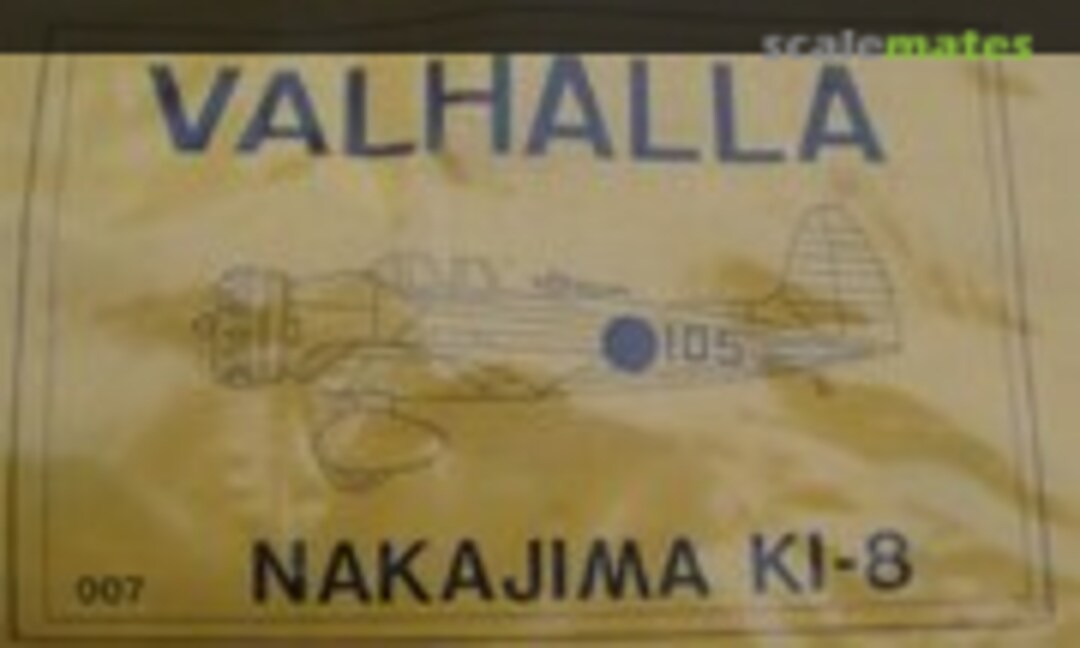 scalemates
VALHALLA
105
007
NAKAJIMA KI-8